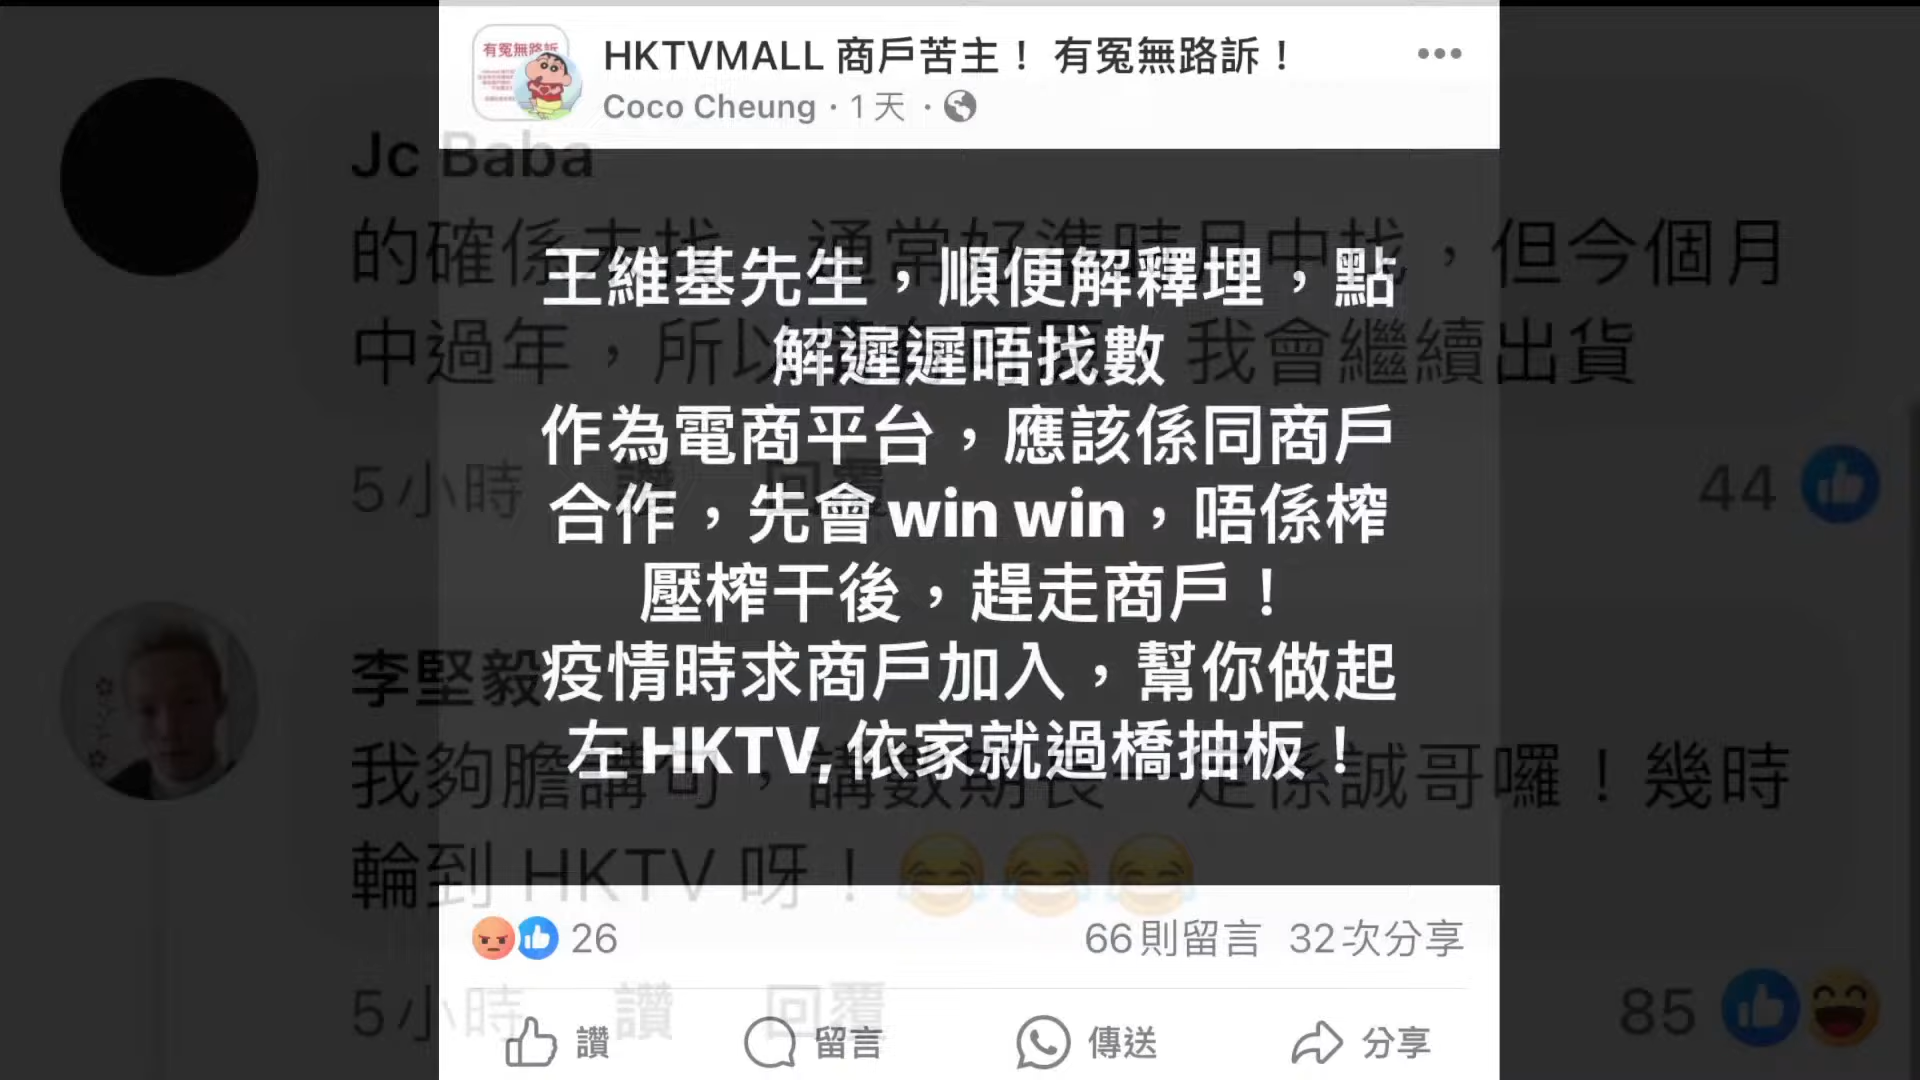 有冤無路訴
HKTVMALL 商戶苦主！ 有冤無路訴！
Coco Cheung · 1 天 ·
Jc Baba
的確係未找，通常好準時月中找，但今個月
中過年，所以 我會繼續出貨
5小時 讚 回覆
44
王維基先生，順便解釋埋，點
解遲遲唔找數
作為電商平台，應該係同商戶
合作，先會 win win，唔係榨
壓榨干後，趕走商戶！
疫情時求商戶加入，幫你做起
左 HKTV, 依家就過橋抽板！
李堅毅
我夠膽講句，講數期長一定係誠哥囉！幾時
輪到 HKTV 呀！😂😂😂
26
66則留言 32次分享
5小時 讚 回覆
85
讚 留言 傳送 分享